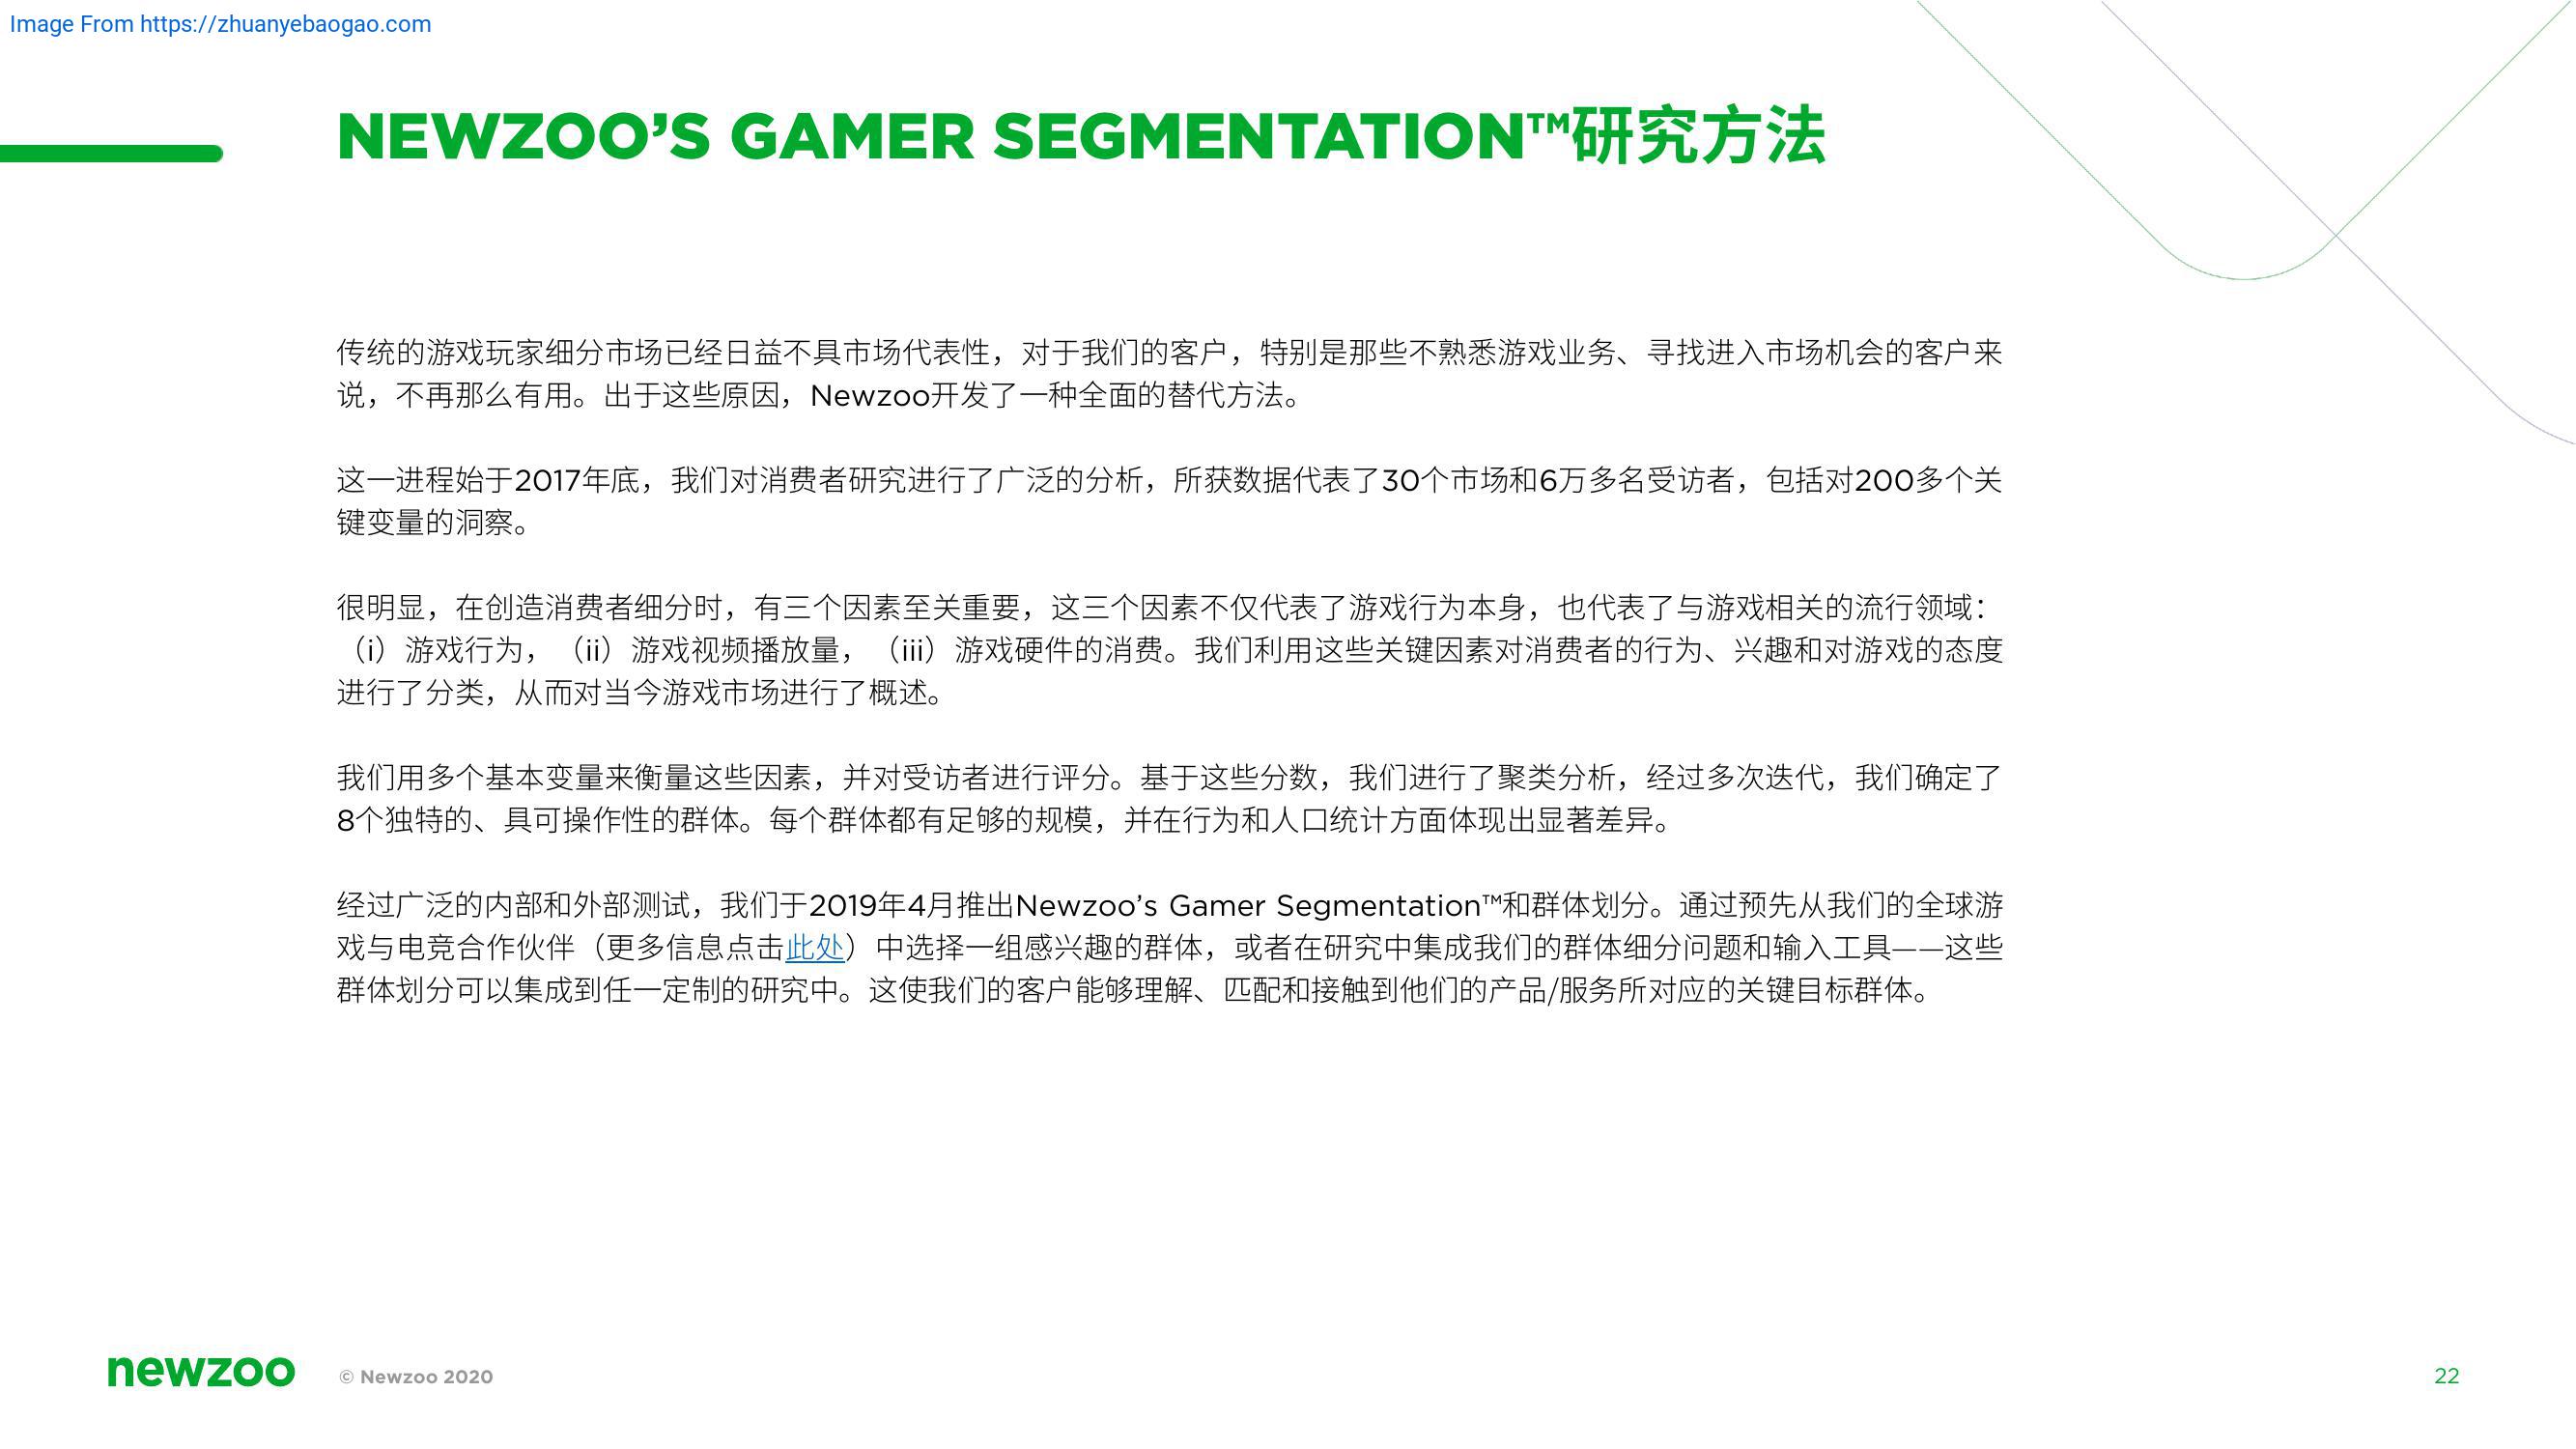 Image From https://zhuanyebaogao.com
NEWZOO’S GAMER SEGMENTATION™研究方法
传统的游戏玩家细分市场已经日益不具市场代表性，对于我们的客户，特别是那些不熟悉游戏业务、寻找进入市场机会的客户来
说，不再那么有用。出于这些原因，Newzoo开发了一种全面的替代方法。
这一进程始于2017年底，我们对消费者研究进行了广泛的分析，所获数据代表了30个市场和6万多名受访者，包括对200多个关
键变量的洞察。
很明显，在创造消费者细分时，有三个因素至关重要，这三个因素不仅代表了游戏行为本身，也代表了与游戏相关的流行领域：
（i）游戏行为，（ii）游戏视频播放量，（iii）游戏硬件的消费。我们利用这些关键因素对消费者的行为、兴趣和对游戏的态度
进行了分类，从而对当今游戏市场进行了概述。
我们用多个基本变量来衡量这些因素，并对受访者进行评分。基于这些分数，我们进行了聚类分析，经过多次迭代，我们确定了
8个独特的、具可操作性的群体。每个群体都有足够的规模，并在行为和人口统计方面体现出显著差异。
经过广泛的内部和外部测试，我们于2019年4月推出Newzoo’s Gamer Segmentation™和群体划分。通过预先从我们的全球游
戏与电竞合作伙伴（更多信息点击此处）中选择一组感兴趣的群体，或者在研究中集成我们的群体细分问题和输入工具——这些
群体划分可以集成到任一定制的研究中。这使我们的客户能够理解、匹配和接触到他们的产品/服务所对应的关键目标群体。
newzoo
© Newzoo 2020
22